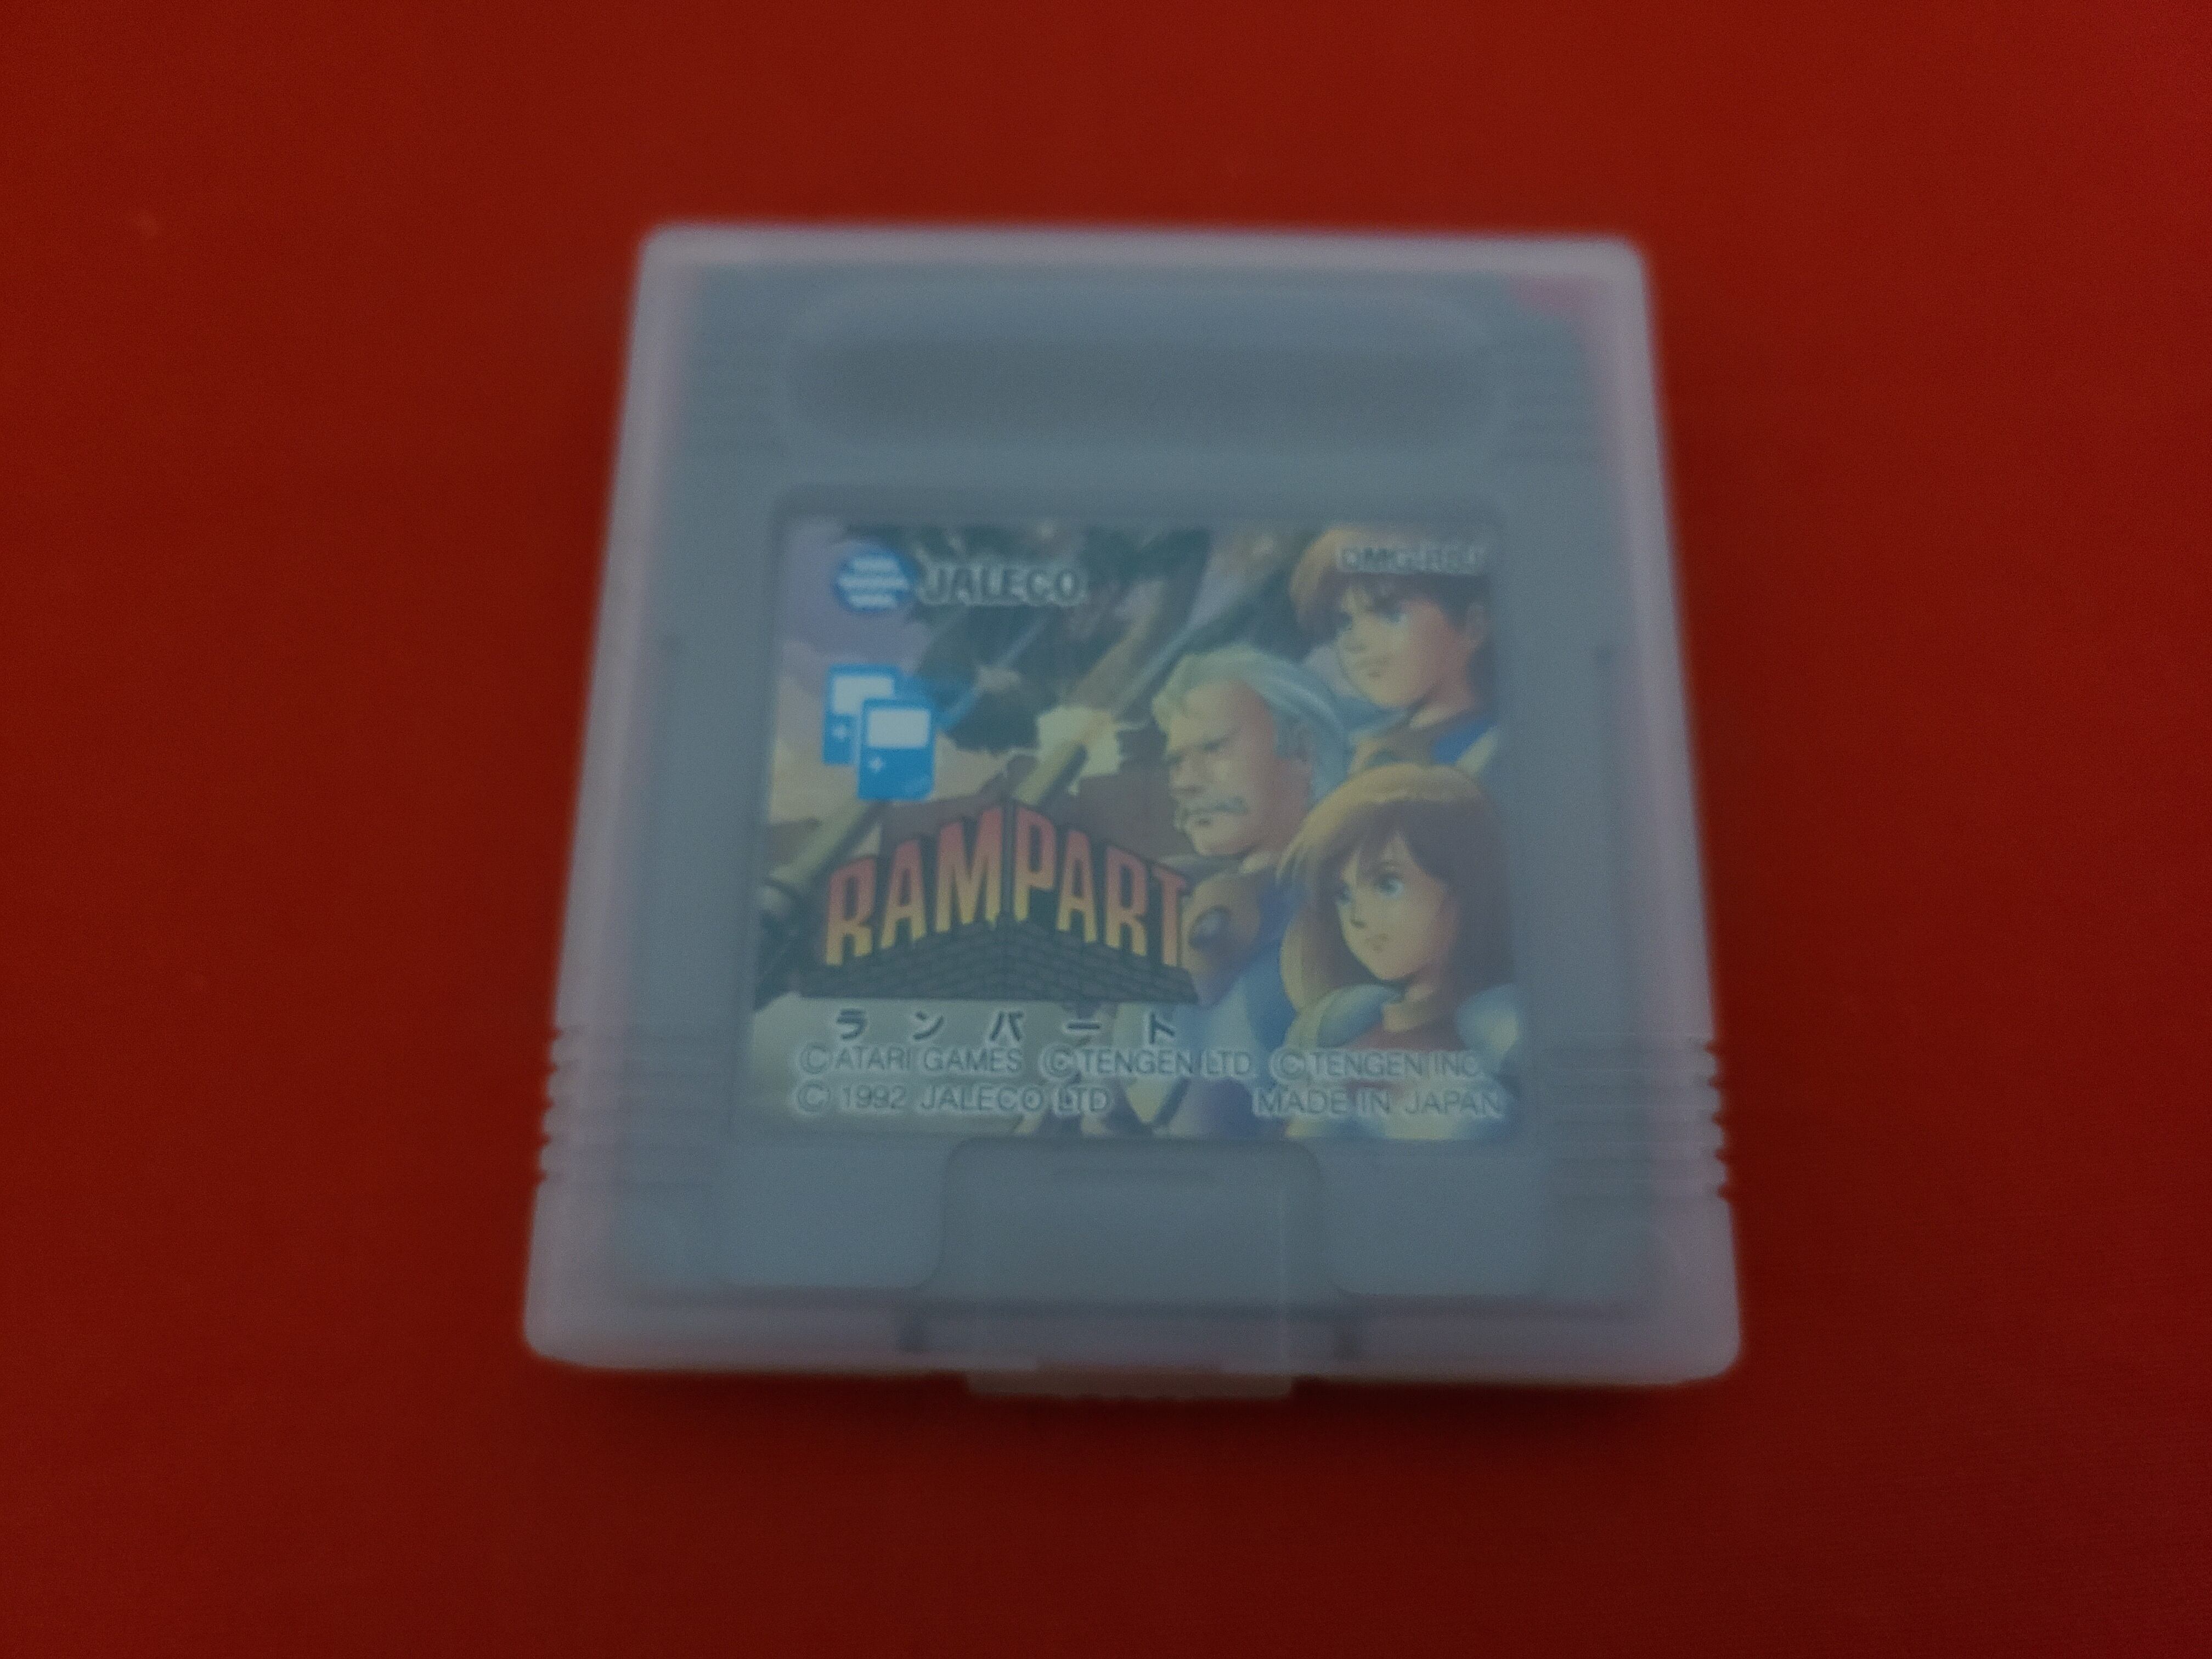 JALECO
RAMPART
ランパート
©ATARI GAMES ©TENGEN LTD ©TENGEN INC.
© 1992 JALECO LTD MADE IN JAPAN